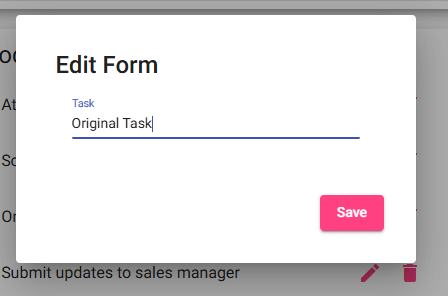 Edit Form
Task
Original Task
Save
Submit updates to sales manager